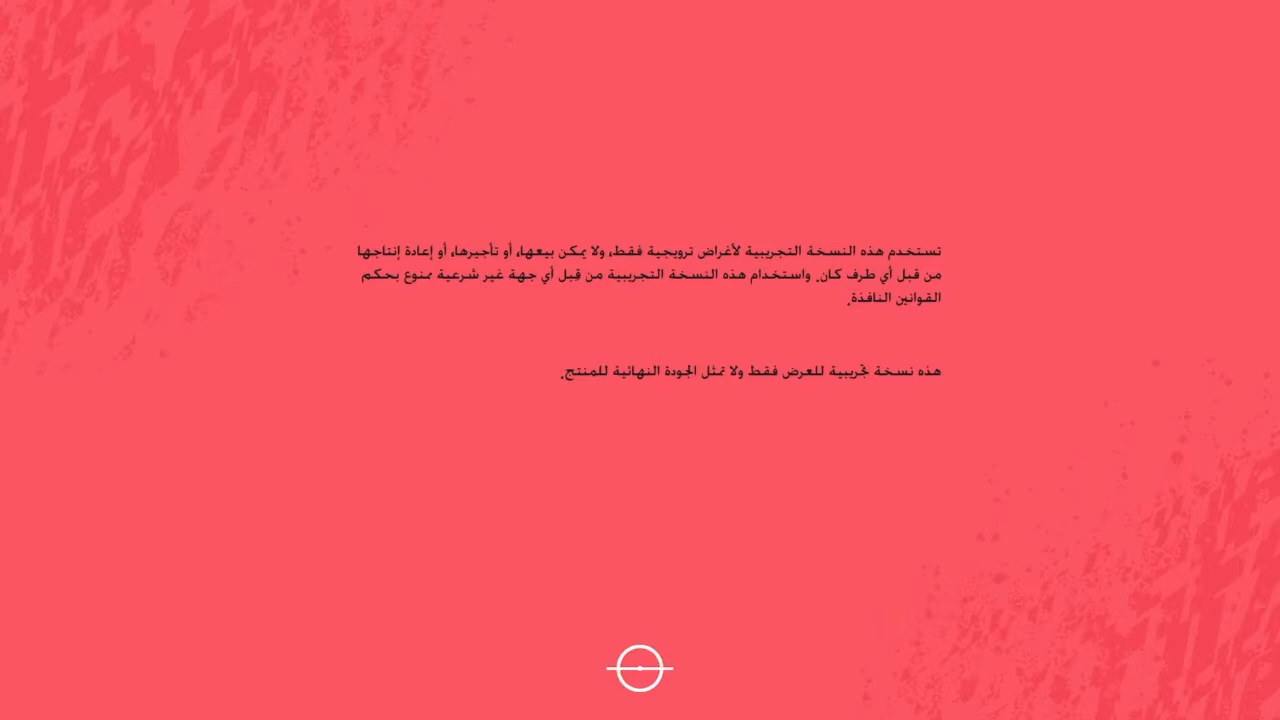 تستخدم هذه النسخة التجريبية لأغراض ترويجية فقط، ولا يمكن بيعها، أو تأجيرها، أو إعادة إنتاجها
من قبل أي طرف كان. واستخدام هذه النسخة التجريبية من قِبل أي جهة غير شرعية ممنوع بحكم
القوانين النافذة.
هذه نسخة تجريبية للعرض فقط ولا تمثل الجودة النهائية للمنتج.